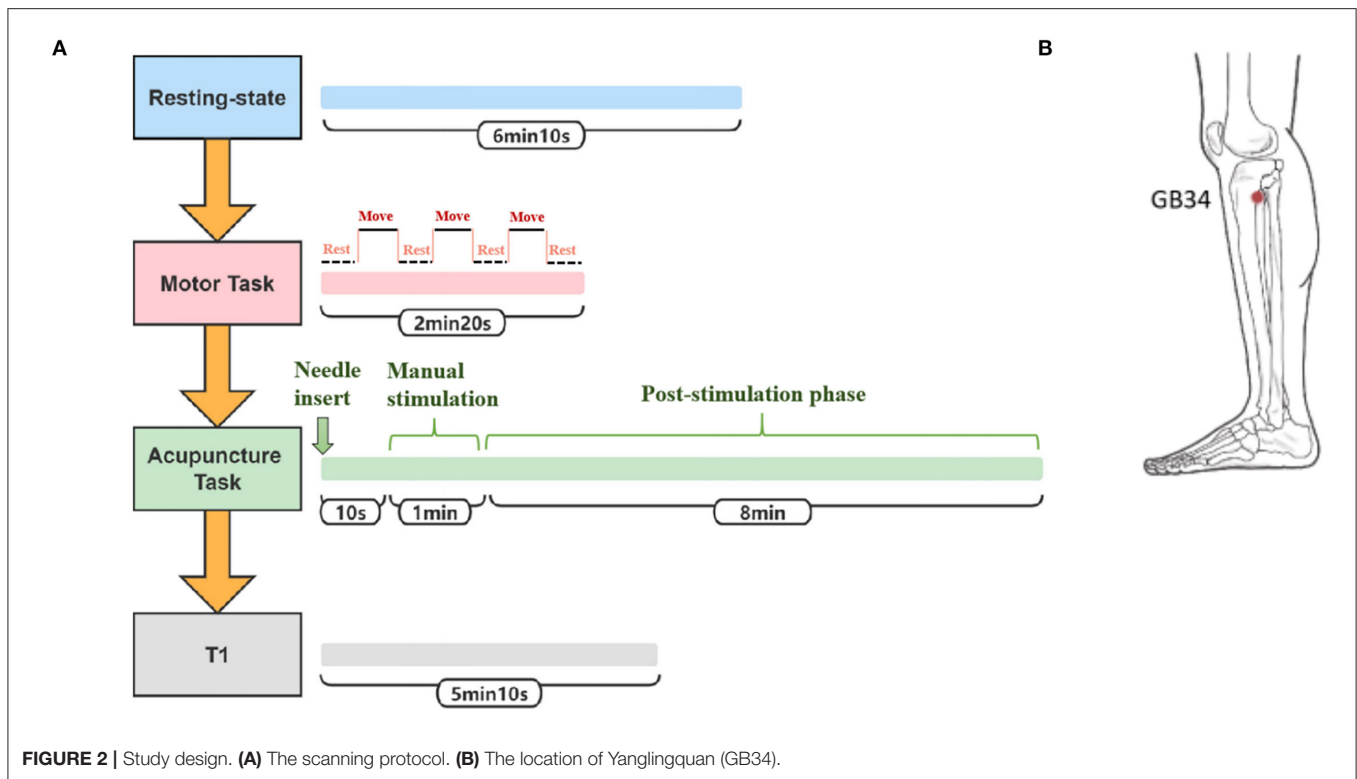 A
B
Resting-state
6min10s
Move Move Move
Rest Rest Rest Rest
Motor Task
2min20s
Needle
insert
Manual
stimulation
Post-stimulation phase
Acupuncture
Task
10s 1min 8min
T1
5min10s
GB34
FIGURE 2 | Study design. (A) The scanning protocol. (B) The location of Yanglingquan (GB34).